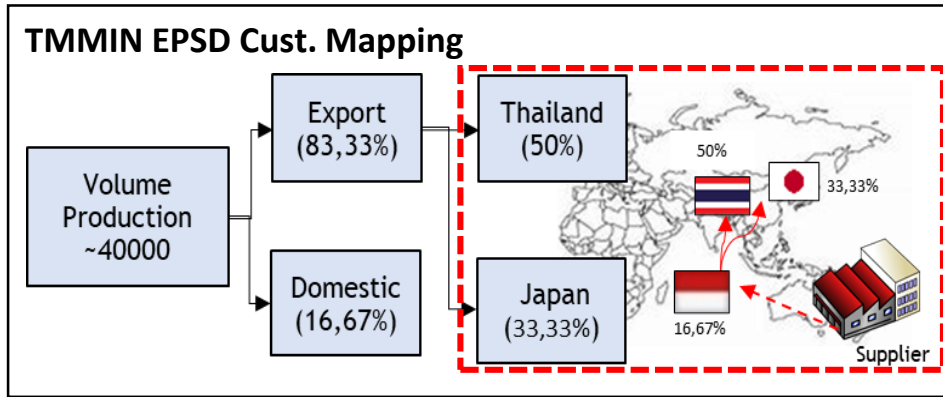 TMMIN EPSD Cust. Mapping
Volume
Production
~40000
Export
(83,33%)
Domestic
(16,67%)
Thailand
(50%)
Japan
(33,33%)
50%
33,33%
16,67%
Supplier